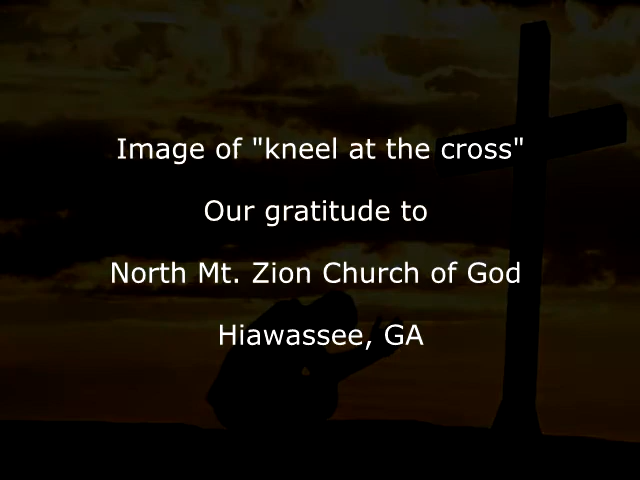 Image of "kneel at the cross"
Our gratitude to
North Mt. Zion Church of God
Hiawassee, GA